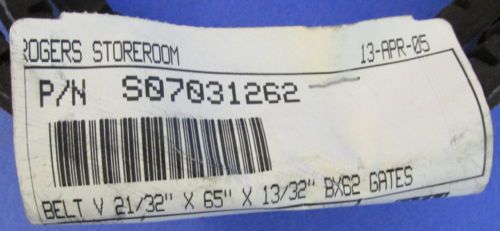 ROGERS STOREROOM 13-APR-05
P/N S07031262
BELT V 21/32" X 65" X 13/32" BX62 GATES